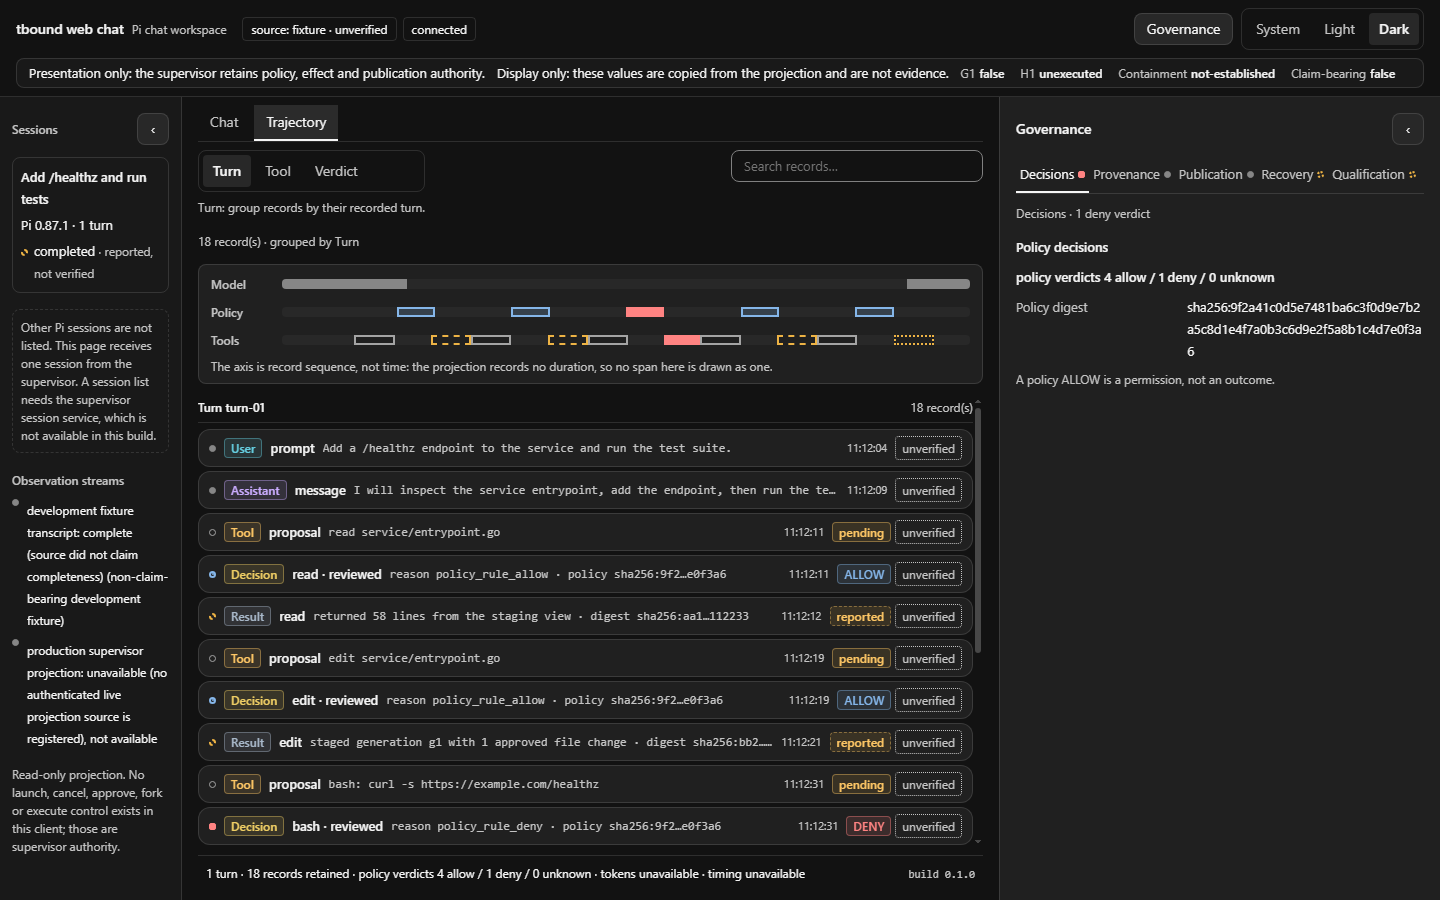 tbound web chat Pi chat workspace source: fixture · unverified connected Governance System Light Dark
Presentation only: the supervisor retains policy, effect and publication authority. Display only: these values are copied from the projection and are not evidence. G1 false H1 unexecuted Containment not-established Claim-bearing false
Sessions
Add /healthz and run
tests
Pi 0.87.1 · 1 turn
completed · reported,
not verified
Other Pi sessions are not
listed. This page receives
one session from the
supervisor. A session list
needs the supervisor
session service, which is
not available in this build.
Observation streams
development fixture
transcript: complete
(source did not claim
completeness) (non-claim-
bearing development
fixture)
production supervisor
projection: unavailable (no
authenticated live
projection source is
registered), not available
Read-only projection. No
launch, cancel, approve, fork
or execute control exists in
this client; those are
supervisor authority.
Chat Trajectory
Turn Tool Verdict Search records...
Turn: group records by their recorded turn.
18 record(s) · grouped by Turn
Model
Policy
Tools
The axis is record sequence, not time: the projection records no duration, so no span here is drawn as one.
Turn turn-01 18 record(s)
User prompt Add a /healthz endpoint to the service and run the test suite. 11:12:04 unverified
Assistant message I will inspect the service entrypoint, add the endpoint, then run the te… 11:12:09 unverified
Tool proposal read service/entrypoint.go 11:12:11 pending unverified
Decision read · reviewed reason policy_rule_allow · policy sha256:9f2…e0f3a6 11:12:11 ALLOW unverified
Result read returned 58 lines from the staging view · digest sha256:aa1…112233 11:12:12 reported unverified
Tool proposal edit service/entrypoint.go 11:12:19 pending unverified
Decision edit · reviewed reason policy_rule_allow · policy sha256:9f2…e0f3a6 11:12:19 ALLOW unverified
Result edit staged generation g1 with 1 approved file change · digest sha256:bb2…… 11:12:21 reported unverified
Tool proposal bash: curl -s https://example.com/healthz 11:12:31 pending unverified
Decision bash · reviewed reason policy_rule_deny · policy sha256:9f2…e0f3a6 11:12:31 DENY unverified
1 turn · 18 records retained · policy verdicts 4 allow / 1 deny / 0 unknown · tokens unavailable · timing unavailable build 0.1.0
Governance
Decisions Provenance Publication Recovery Qualification
Decisions · 1 deny verdict
Policy decisions
policy verdicts 4 allow / 1 deny / 0 unknown
Policy digest sha256:9f2a41c0d5e7481ba6c3f0d9e7b2
a5c8d1e4f7a0b3c6d9e2f5a8b1c4d7e0f3a
6
A policy ALLOW is a permission, not an outcome.